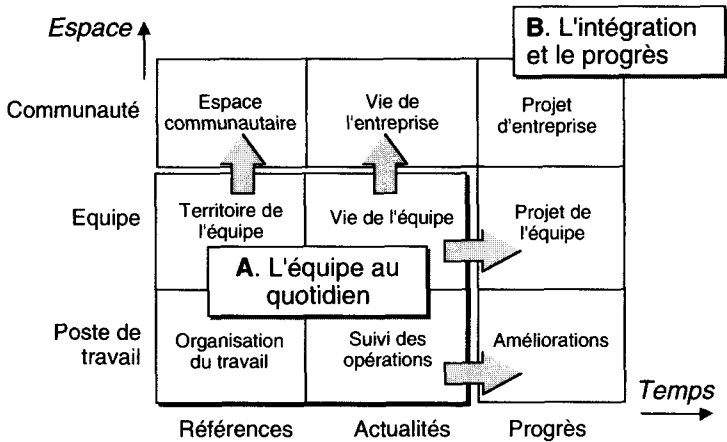 Espace
B. L'intégration
et le progrès
Communauté
Espace
communautaire
Vie de
l'entreprise
Projet
d'entreprise
Equipe
Territoire de
l'équipe
Vie de l'équipe
Projet de
l'équipe
A. L'équipe au
quotidien
Poste de
travail
Organisation
du travail
Suivi des
opérations
Améliorations
Temps
Références
Actualités
Progrès